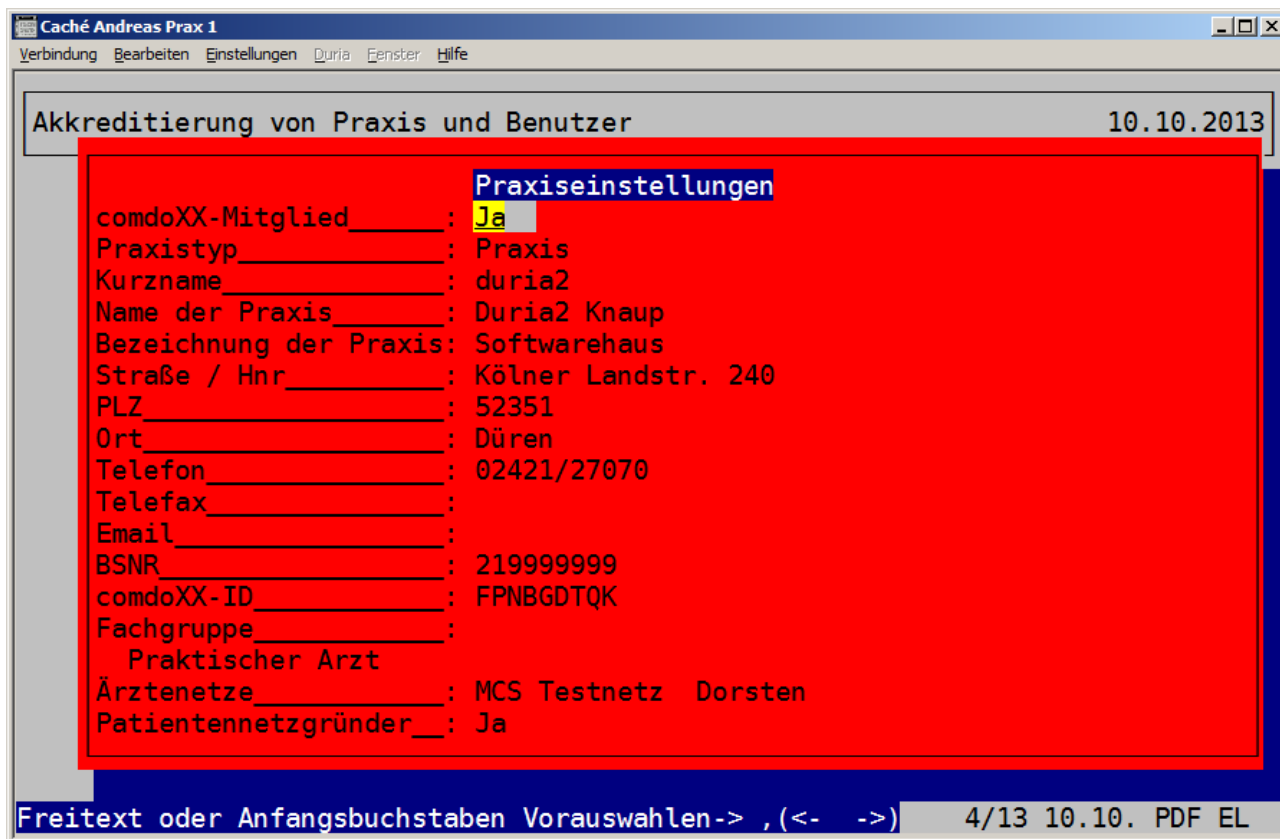 Caché Andreas Prax 1
Verbindung Bearbeiten Einstellungen Duria Fenster Hilfe
Akkreditierung von Praxis und Benutzer 10.10.2013
Praxiseinstellungen
comdoXX-Mitglied______: Ja
Praxistyp_____________: Praxis
Kurzname______________: duria2
Name der Praxis_______: Duria2 Knaup
Bezeichnung der Praxis: Softwarehaus
Straße / Hnr__________: Kölner Landstr. 240
PLZ___________________: 52351
Ort___________________: Düren
Telefon_______________: 02421/27070
Telefax_______________:
Email_________________:
BSNR__________________: 219999999
comdoXX-ID____________: FPNBGDTQK
Fachgruppe____________:
Praktischer Arzt
Ärztenetze____________: MCS Testnetz Dorsten
Patientennetzgründer__: Ja
Freitext oder Anfangsbuchstaben Vorauswahlen-> ,(<- ->) 4/13 10.10. PDF EL